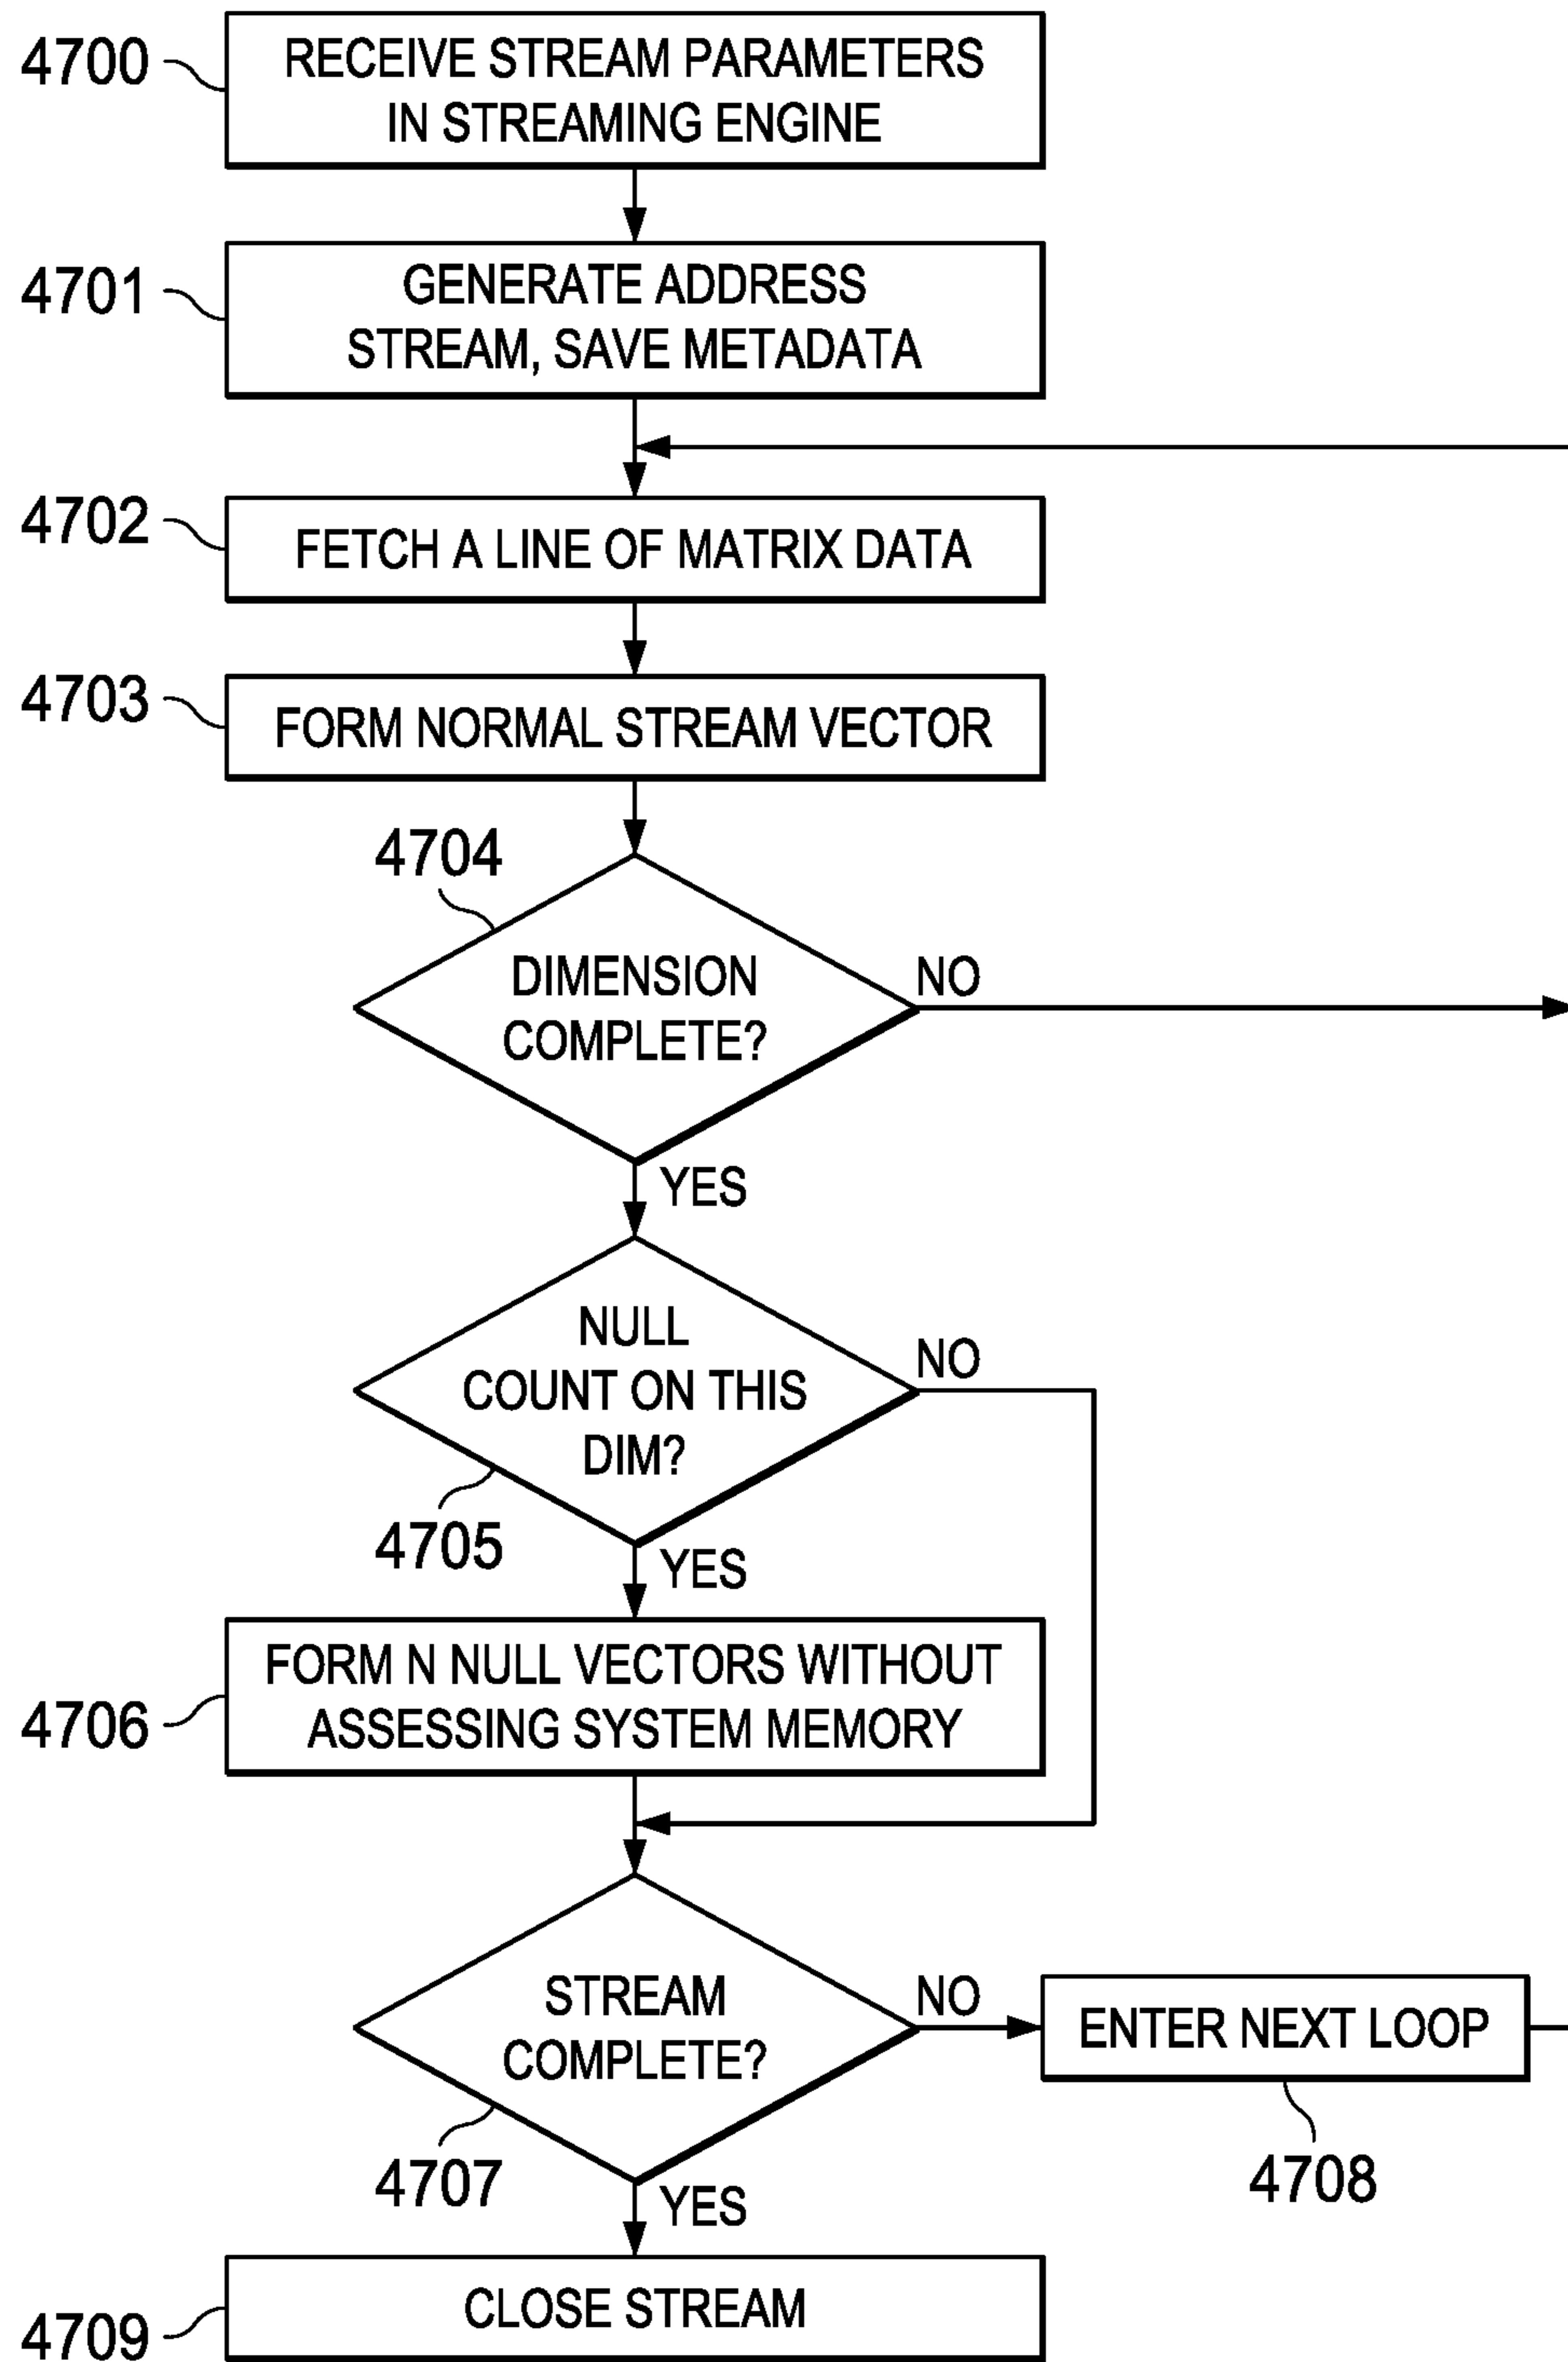 4700
RECEIVE STREAM PARAMETERS
IN STREAMING ENGINE
4701
GENERATE ADDRESS
STREAM, SAVE METADATA
4702
FETCH A LINE OF MATRIX DATA
4703
FORM NORMAL STREAM VECTOR
4704
DIMENSION
COMPLETE?
NO
YES
NULL
COUNT ON THIS
DIM?
NO
4705
YES
4706
FORM N NULL VECTORS WITHOUT
ASSESSING SYSTEM MEMORY
STREAM
COMPLETE?
NO
ENTER NEXT LOOP
4707
4708
YES
4709
CLOSE STREAM